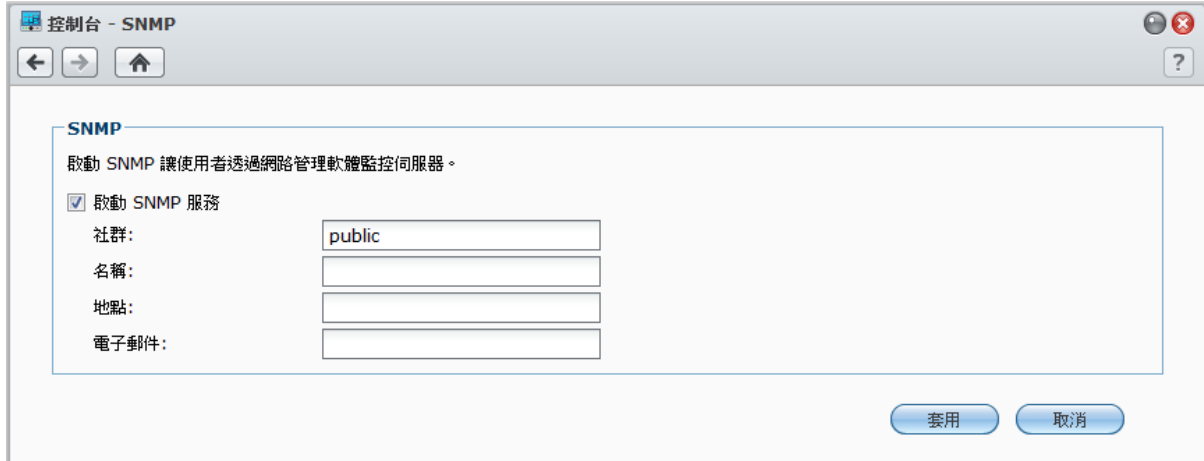 控制台 - SNMP
?
SNMP
啟動 SNMP 讓使用者透過網路管理軟體監控伺服器。
啟動 SNMP 服務
社群: public
名稱:
地點:
電子郵件:
套用 取消